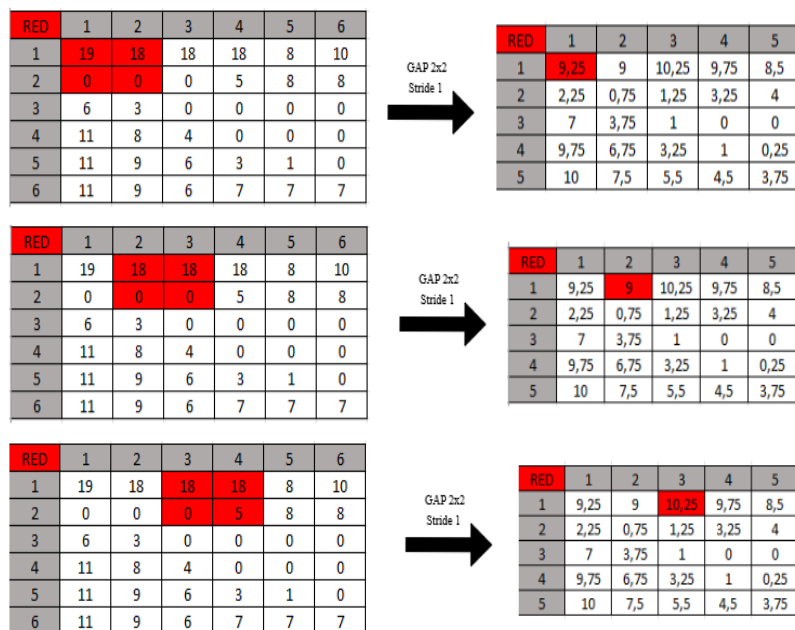 RED 1 2 3 4 5 6
1 19 18 18 18 8 10
2 0 0 0 5 8 8
3 6 3 0 0 0 0
4 11 8 4 0 0 0
5 11 9 6 3 1 0
6 11 9 6 7 7 7
GAP 2x2
Stride 1
RED 1 2 3 4 5
1 9,25 9 10,25 9,75 8,5
2 2,25 0,75 1,25 3,25 4
3 7 3,75 1 0 0
4 9,75 6,75 3,25 1 0,25
5 10 7,5 5,5 4,5 3,75
RED 1 2 3 4 5 6
1 19 18 18 18 8 10
2 0 0 0 5 8 8
3 6 3 0 0 0 0
4 11 8 4 0 0 0
5 11 9 6 3 1 0
6 11 9 6 7 7 7
GAP 2x2
Stride 1
RED 1 2 3 4 5
1 9,25 9 10,25 9,75 8,5
2 2,25 0,75 1,25 3,25 4
3 7 3,75 1 0 0
4 9,75 6,75 3,25 1 0,25
5 10 7,5 5,5 4,5 3,75
RED 1 2 3 4 5 6
1 19 18 18 18 8 10
2 0 0 0 5 8 8
3 6 3 0 0 0 0
4 11 8 4 0 0 0
5 11 9 6 3 1 0
6 11 9 6 7 7 7
GAP 2x2
Stride 1
RED 1 2 3 4 5
1 9,25 9 10,25 9,75 8,5
2 2,25 0,75 1,25 3,25 4
3 7 3,75 1 0 0
4 9,75 6,75 3,25 1 0,25
5 10 7,5 5,5 4,5 3,75